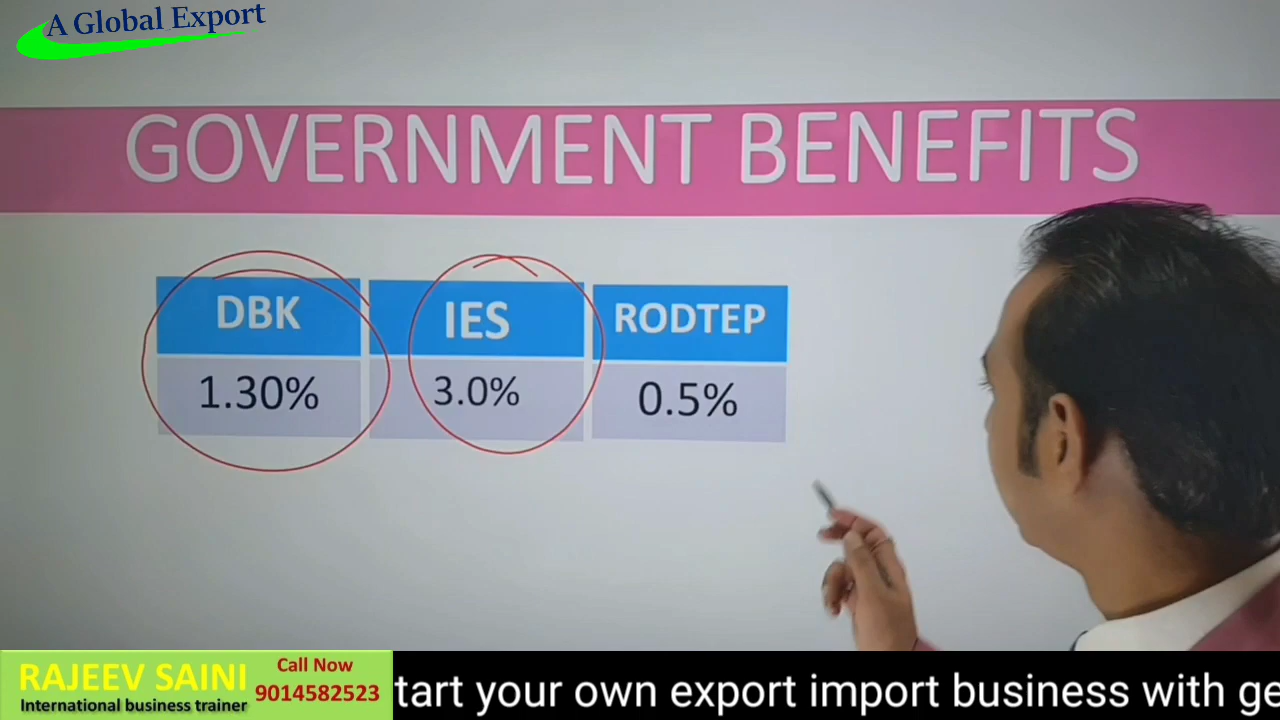 A Global Export
GOVERNMENT BENEFITS
DBK IES RODTEP
1.30% 3.0% 0.5%
RAJEEV SAINI
International business trainer
Call Now
9014582523
tart your own export import business with ge